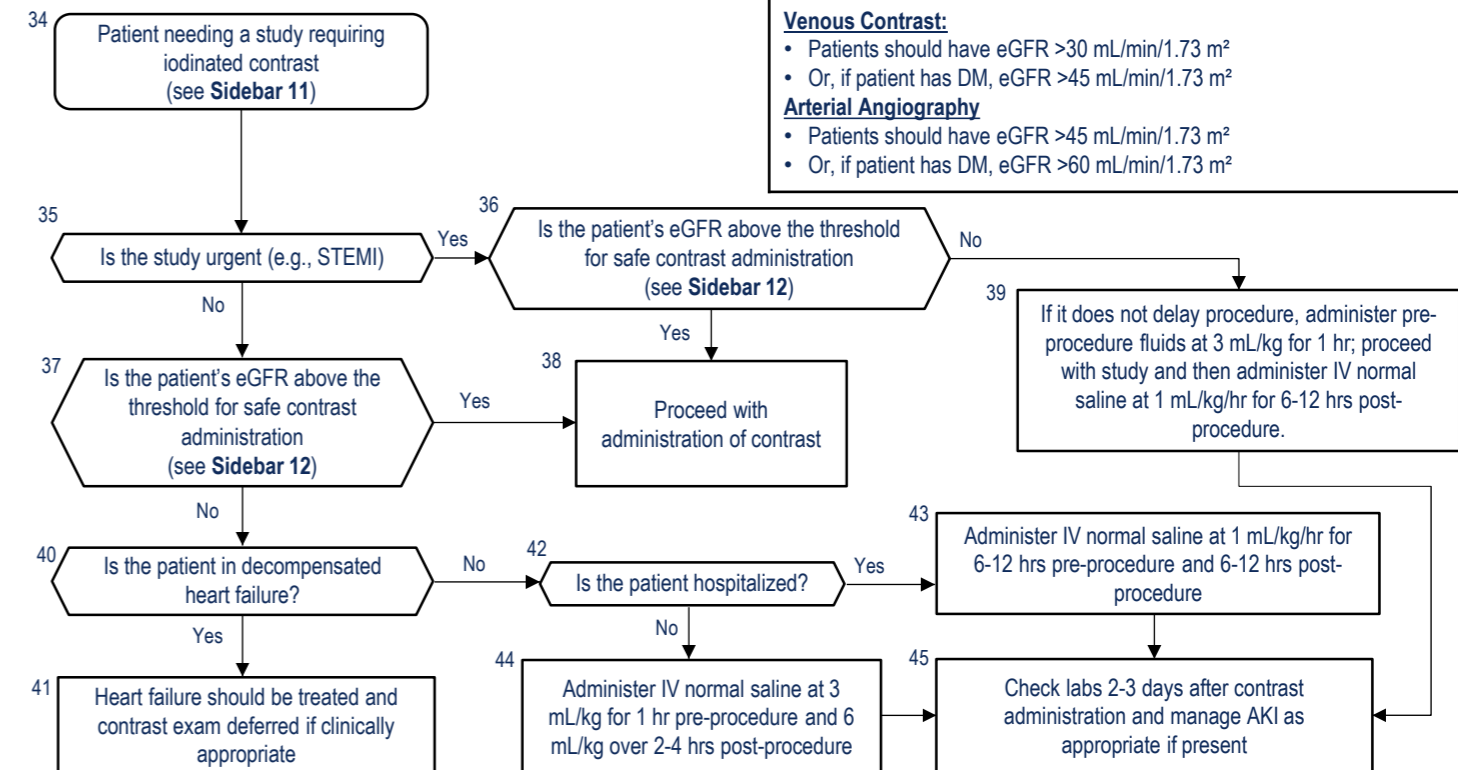 34
Patient needing a study requiring
iodinated contrast
(see Sidebar 11)
Venous Contrast:
• Patients should have eGFR >30 mL/min/1.73 m²
• Or, if patient has DM, eGFR >45 mL/min/1.73 m²
Arterial Angiography
• Patients should have eGFR >45 mL/min/1.73 m²
• Or, if patient has DM, eGFR >60 mL/min/1.73 m²
35
Is the study urgent (e.g., STEMI)
Yes
No
36
Is the patient’s eGFR above the threshold
for safe contrast administration
(see Sidebar 12)
No
Yes
37
Is the patient’s eGFR above the
threshold for safe contrast
administration
(see Sidebar 12)
Yes
No
38
Proceed with
administration of contrast
39
If it does not delay procedure, administer pre-
procedure fluids at 3 mL/kg for 1 hr; proceed
with study and then administer IV normal
saline at 1 mL/kg/hr for 6-12 hrs post-
procedure.
40
Is the patient in decompensated
heart failure?
No
Yes
41
Heart failure should be treated and
contrast exam deferred if clinically
appropriate
42
Is the patient hospitalized?
Yes
No
43
Administer IV normal saline at 1 mL/kg/hr for
6-12 hrs pre-procedure and 6-12 hrs post-
procedure
44
Administer IV normal saline at 3
mL/kg for 1 hr pre-procedure and 6
mL/kg over 2-4 hrs post-procedure
45
Check labs 2-3 days after contrast
administration and manage AKI as
appropriate if present